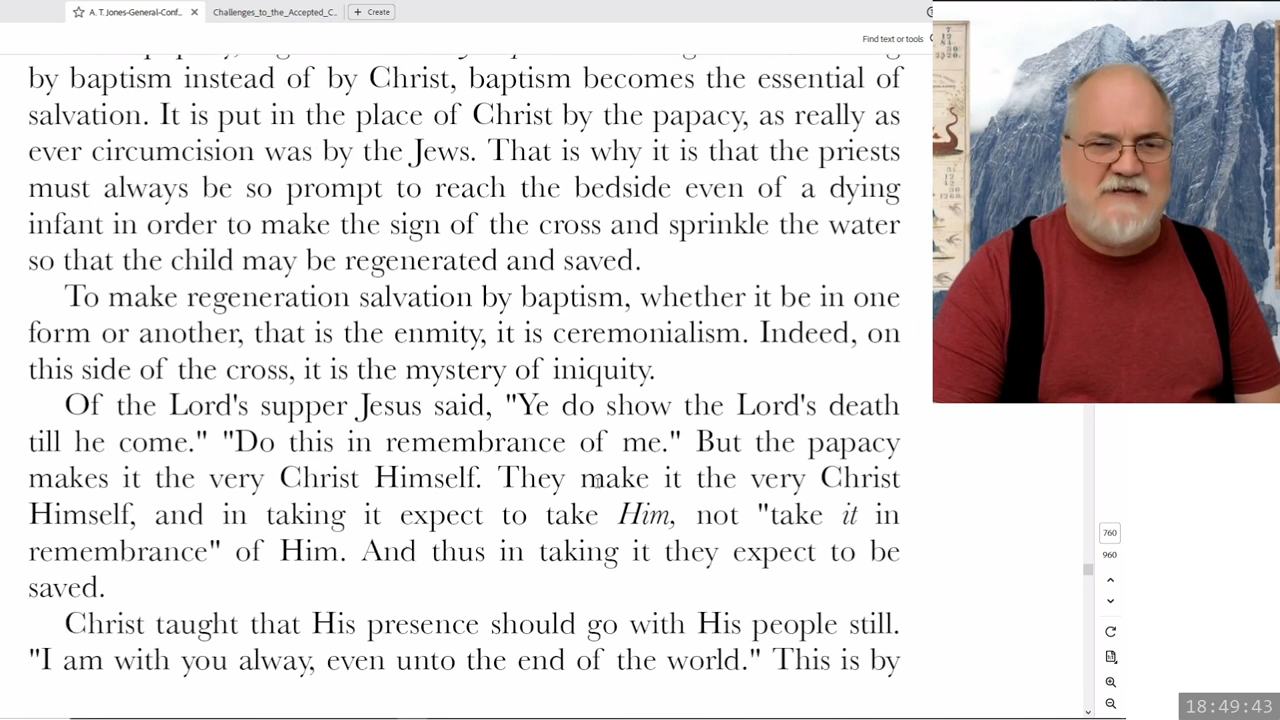 A. T. Jones-General-Conf...
Challenges_to_the_Accepted_C...
+ Create
Find text or tools
by baptism instead of by Christ, baptism becomes the essential of
salvation. It is put in the place of Christ by the papacy, as really as
ever circumcision was by the Jews. That is why it is that the priests
must always be so prompt to reach the bedside even of a dying
infant in order to make the sign of the cross and sprinkle the water
so that the child may be regenerated and saved.
To make regeneration salvation by baptism, whether it be in one
form or another, that is the enmity, it is ceremonialism. Indeed, on
this side of the cross, it is the mystery of iniquity.
Of the Lord's supper Jesus said, "Ye do show the Lord's death
till he come." "Do this in remembrance of me." But the papacy
makes it the very Christ Himself. They make it the very Christ
Himself, and in taking it expect to take Him, not "take it in
remembrance" of Him. And thus in taking it they expect to be
saved.
Christ taught that His presence should go with His people still.
"I am with you alway, even unto the end of the world." This is by
760
960
18:49:43